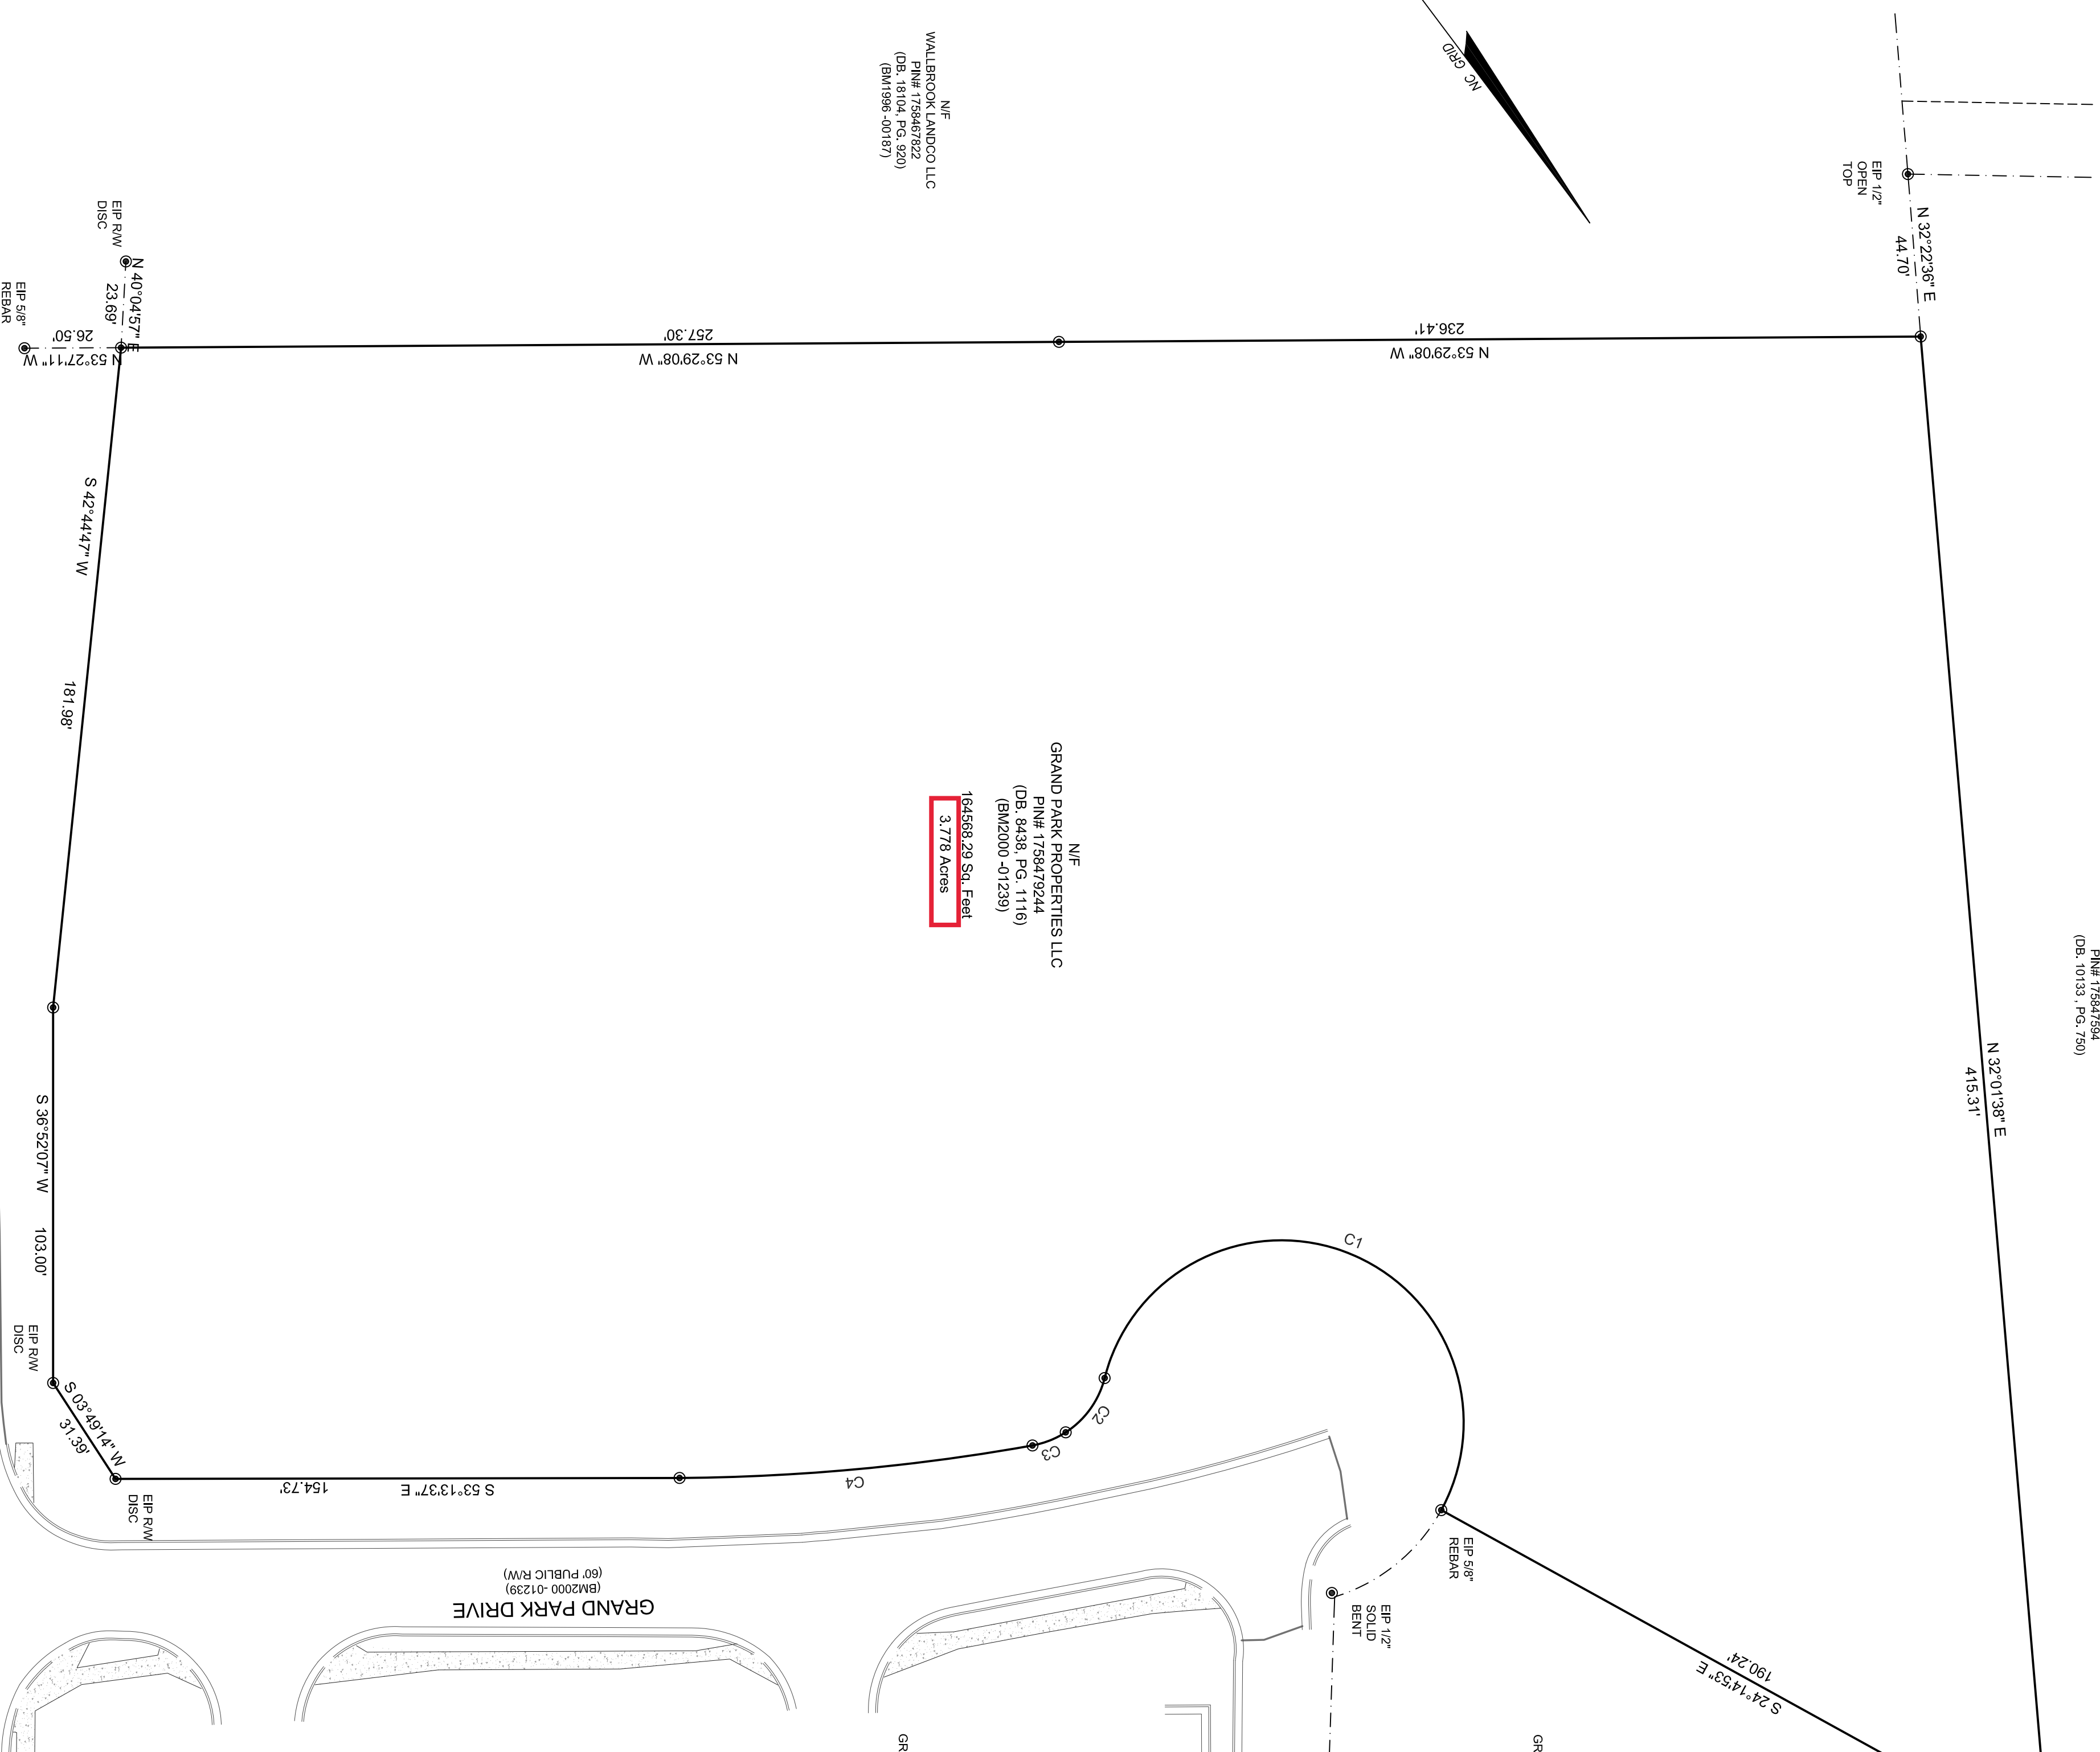 N/F
WALLBROOK LANDCO LLC
PIN# 1758467822
(DB. 18104, PG. 920)
(BM1996 -00187)
NC GRID
EIP 1/2"
OPEN
TOP
N 32°22'36" E
44.70'
EIP R/W
DISC
N 40°04'57" E
23.69'
EIP 5/8"
REBAR
26.50'
N 53°27'11" W
257.30'
N 53°29'08" W
236.41'
N 53°29'08" W
S 42°44'47" W
181.98'
N/F
GRAND PARK PROPERTIES LLC
PIN# 1758479244
(DB. 8438, PG. 1116)
(BM2000 -01239)
164568.29 Sq. Feet
3.778 Acres
PIN# 175847594
(DB. 10133 , PG. 750)
N 32°01'38" E
415.31'
S 36°52'07" W
103.00'
EIP R/W
DISC
S 03°49'14" W
31.39'
EIP R/W
DISC
154.73'
S 53°13'37" E
C4
C3
C2
C1
EIP 5/8"
REBAR
EIP 1/2"
SOLID
BENT
190.24'
S 24°14'53" E
GRAND PARK DRIVE
(BM2000 -01239)
(60' PUBLIC R/W)
GR
GR